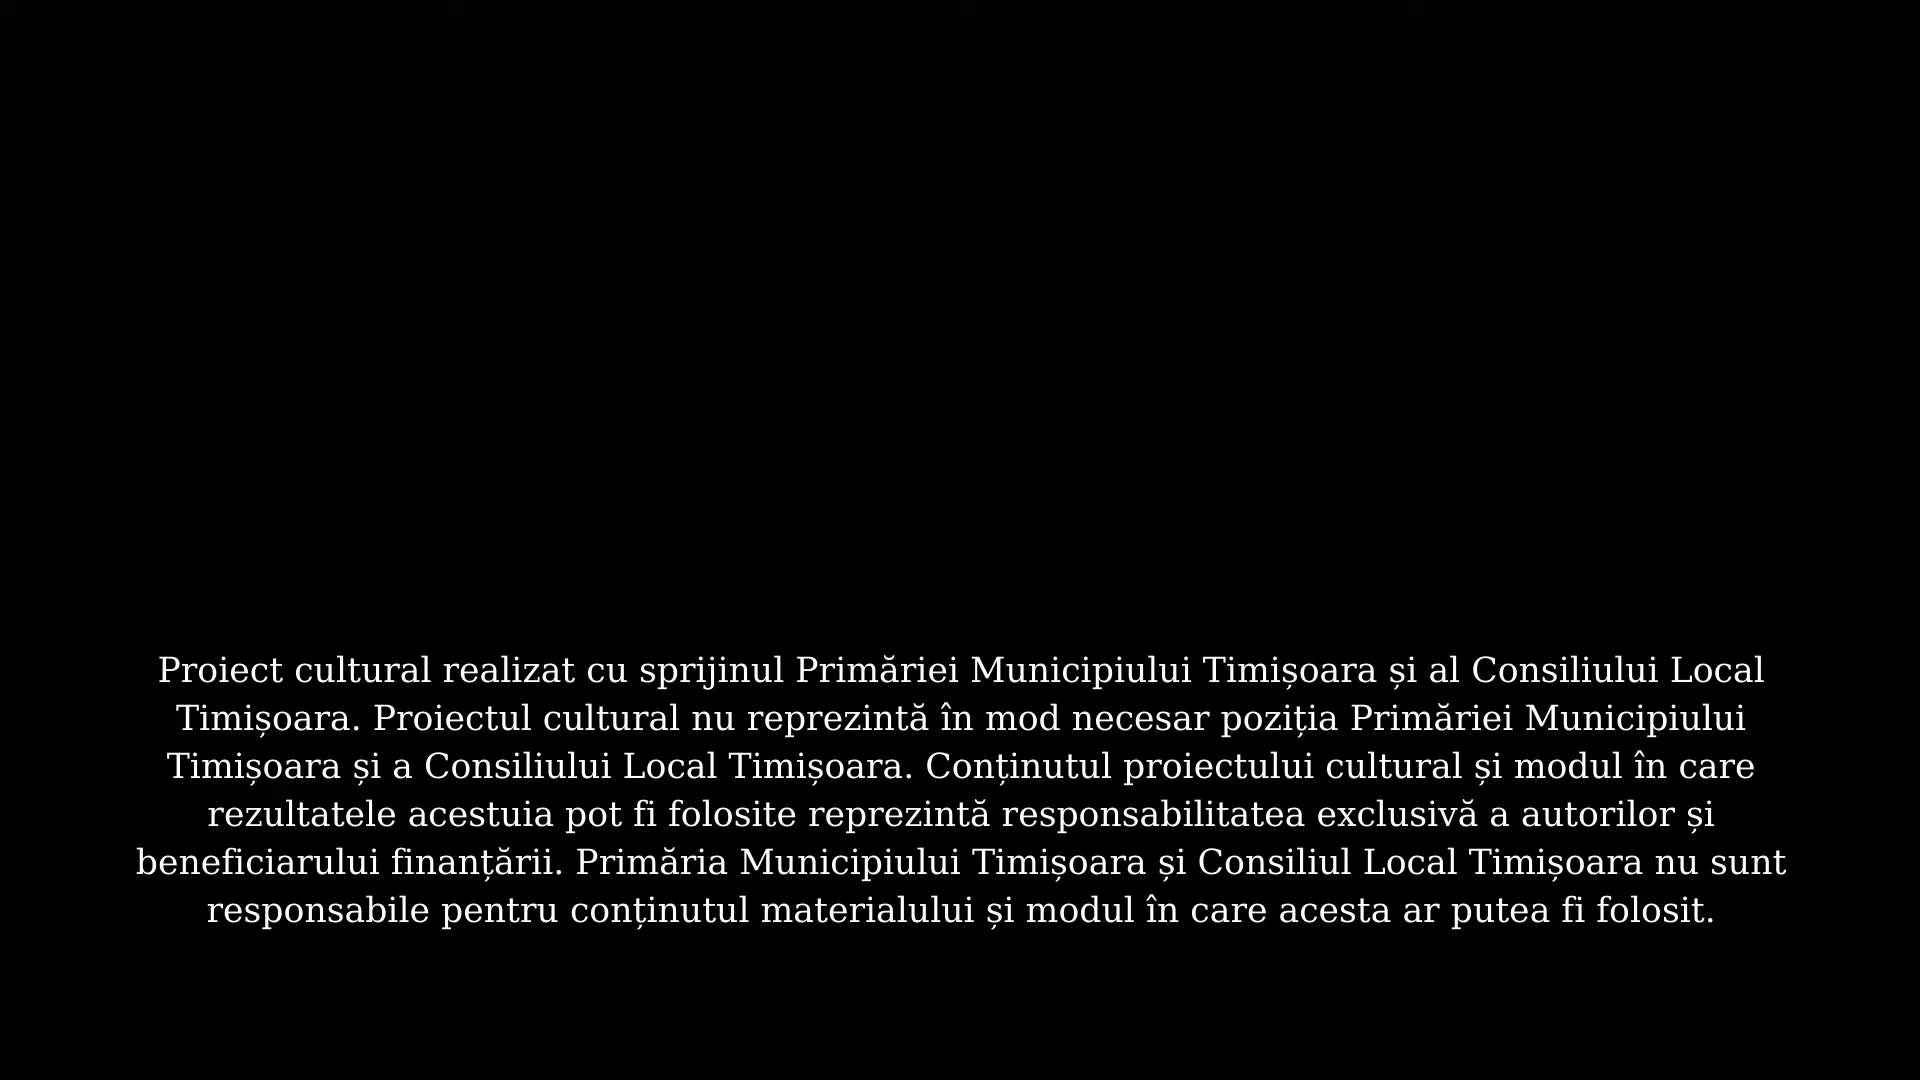 Proiect cultural realizat cu sprijinul Primăriei Municipiului Timișoara și al Consiliului Local
Timișoara. Proiectul cultural nu reprezintă în mod necesar poziția Primăriei Municipiului
Timișoara și a Consiliului Local Timișoara. Conținutul proiectului cultural și modul în care
rezultatele acestuia pot fi folosite reprezintă responsabilitatea exclusivă a autorilor și
beneficiarului finanțării. Primăria Municipiului Timișoara și Consiliul Local Timișoara nu sunt
responsabile pentru conținutul materialului și modul în care acesta ar putea fi folosit.